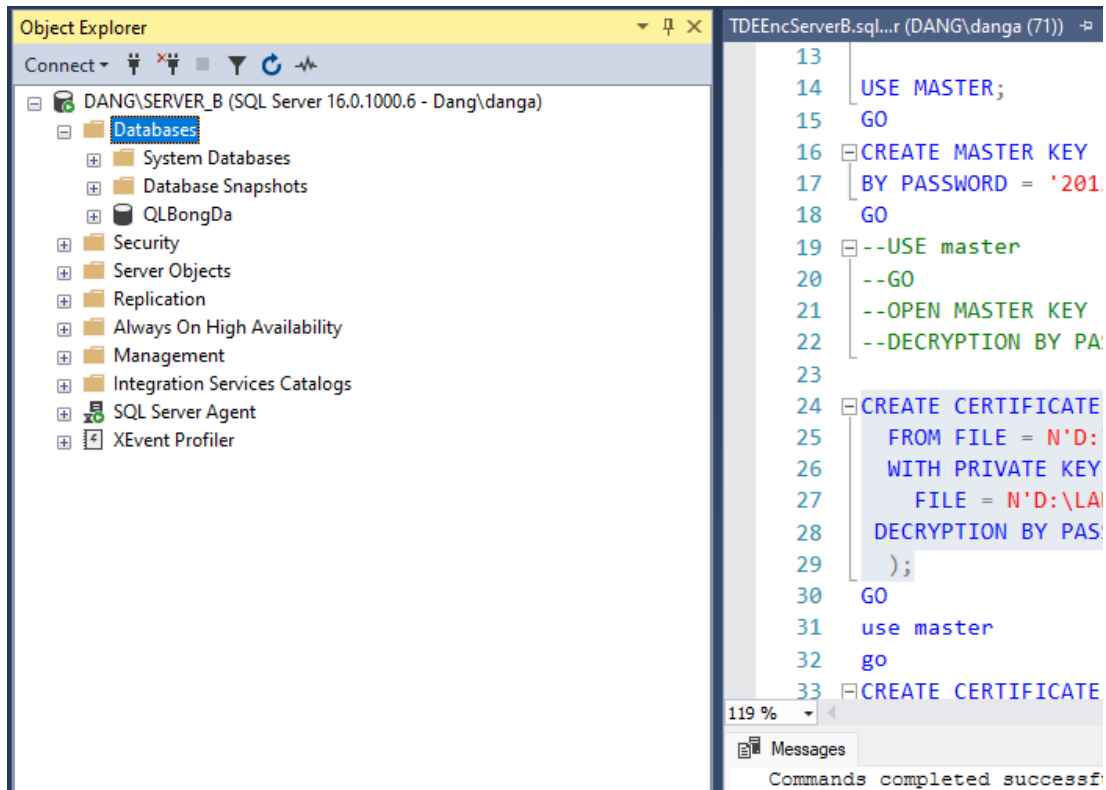 Object Explorer
Connect
DANG\SERVER_B (SQL Server 16.0.1000.6 - Dang\danga)
Databases
System Databases
Database Snapshots
QLBongDa
Security
Server Objects
Replication
Always On High Availability
Management
Integration Services Catalogs
SQL Server Agent
XEvent Profiler
TDEEncServerB.sql...r (DANG\danga (71))
13
14 USE MASTER;
15 GO
16 CREATE MASTER KEY
17 BY PASSWORD = '201
18 GO
19 --USE master
20 --GO
21 --OPEN MASTER KEY
22 --DECRYPTION BY PAS
23
24 CREATE CERTIFICATE
25 FROM FILE = N'D:
26 WITH PRIVATE KEY
27 FILE = N'D:\LA
28 DECRYPTION BY PAS
29 );
30 GO
31 use master
32 go
33 CREATE CERTIFICATE
119 %
Messages
Commands completed successf